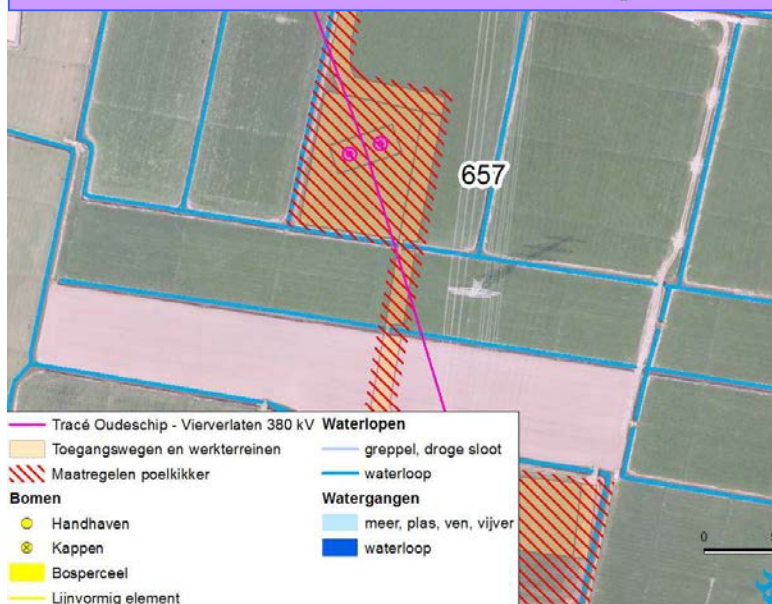 657
Tracé Oudeschip - Vierverlaten 380 kV
Toegangswegen en werkterreinen
Maatregelen poelkikker
Bomen
Handhaven
Kappen
Bosperceel
Lijnvormig element
Waterlopen
greppel, droge sloot
waterloop
Watergangen
meer, plas, ven, vijver
waterloop
0